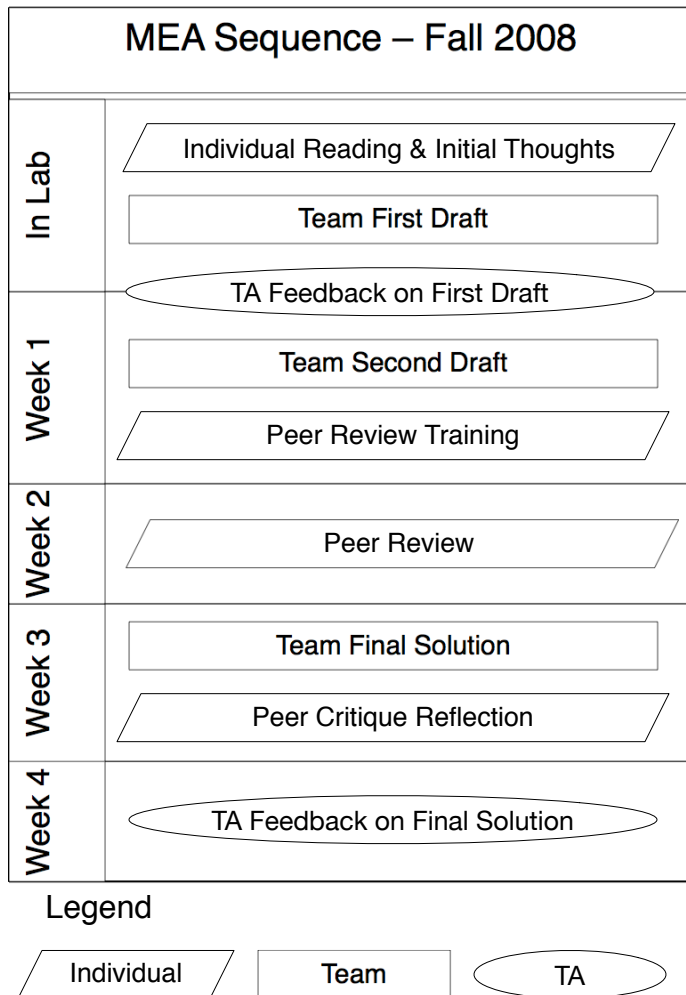 MEA Sequence – Fall 2008
In Lab
Individual Reading & Initial Thoughts
Team First Draft
TA Feedback on First Draft
Week 1
Team Second Draft
Peer Review Training
Week 2
Peer Review
Week 3
Team Final Solution
Peer Critique Reflection
Week 4
TA Feedback on Final Solution
Legend
Individual
Team
TA